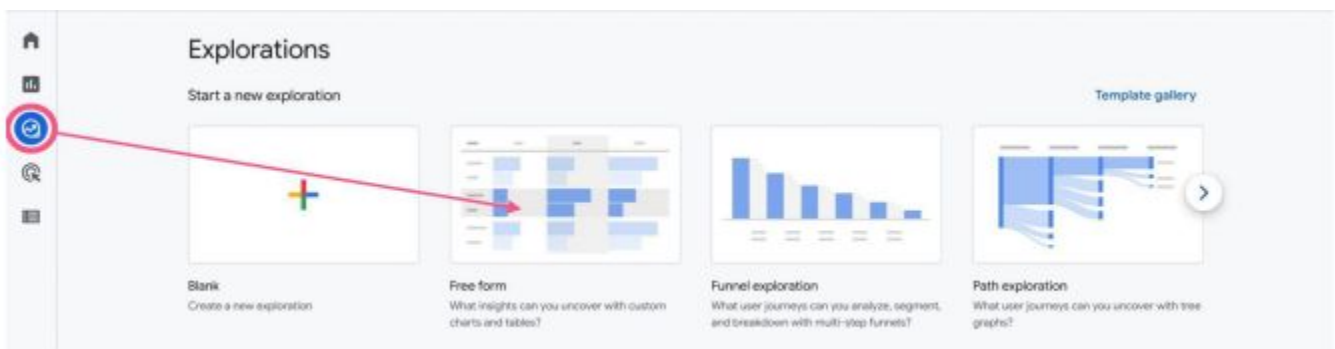 Explorations
Start a new exploration
Template gallery
Blank
Create a new exploration
Free form
What insights can you uncover with custom
charts and tables?
Funnel exploration
What user journeys can you analyze, segment,
and breakdown with multi-step funnels?
Path exploration
What user journeys can you uncover with tree
graphs?